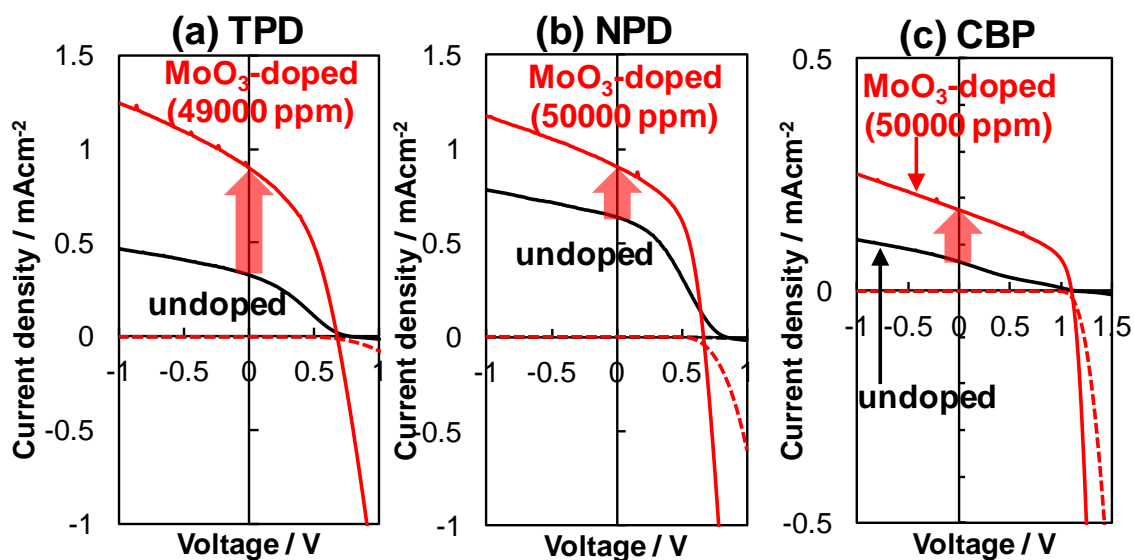 (a) TPD
1.5
MoO3-doped
(49000 ppm)
1
0.5
undoped
0
-1
-0.5
0
0.5
1
-0.5
-1
Current density / mAcm-2
Voltage / V
(b) NPD
1.5
MoO3-doped
(50000 ppm)
1
0.5
undoped
0
-1
-0.5
0
0.5
1
-0.5
-1
Current density / mAcm-2
Voltage / V
(c) CBP
0.5
MoO3-doped
(50000 ppm)
0
-1
-0.5
0
0.5
1
1.5
undoped
-0.5
Current density / mAcm-2
Voltage / V